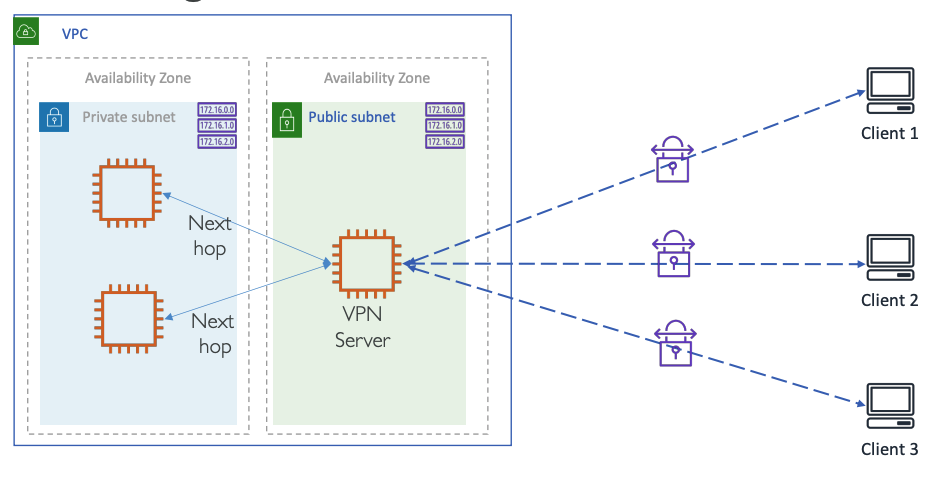 VPC
Availability Zone
Availability Zone
Private subnet
172.16.0.0
172.16.1.0
172.16.2.0
Public subnet
172.16.0.0
172.16.1.0
172.16.2.0
Next
hop
Next
hop
VPN
Server
Client 1
Client 2
Client 3